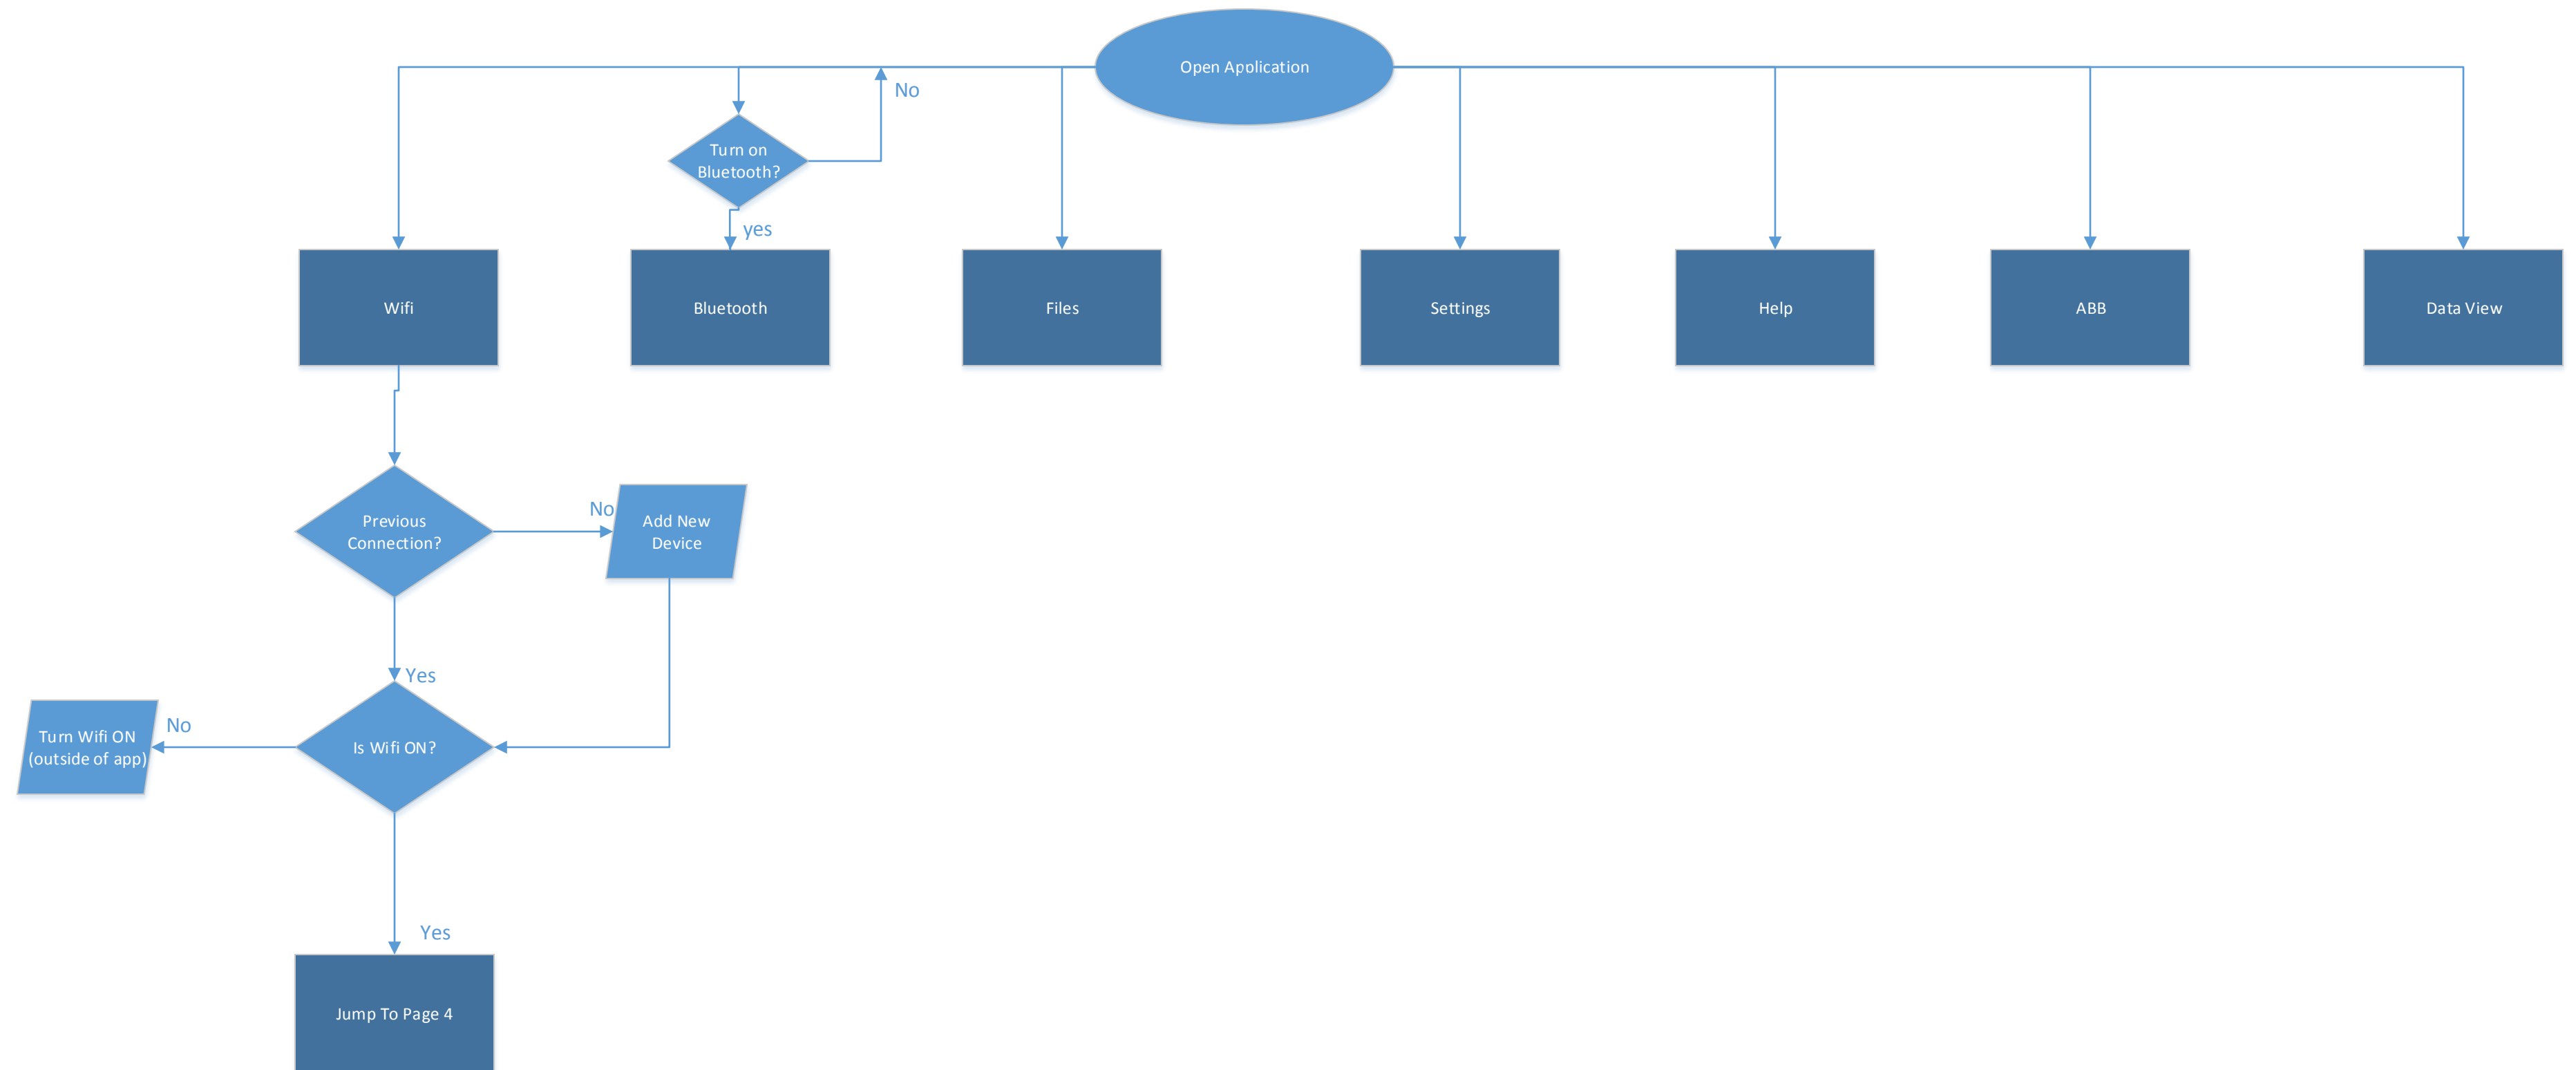 Open Application
No
Turn on
Bluetooth?
yes
Wifi
Bluetooth
Files
Settings
Help
ABB
Data View
Previous
Connection?
No
Add New
Device
Yes
Turn Wifi ON
(outside of app)
No
Is Wifi ON?
Yes
Jump To Page 4